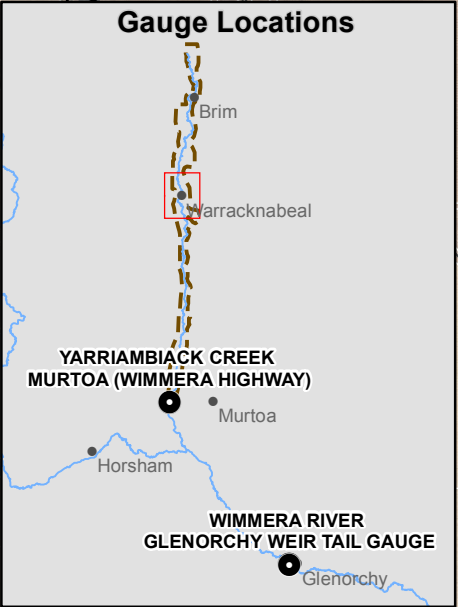 Gauge Locations
Brim
Warracknabeal
YARRIAMBIACK CREEK
MURTOA (WIMMERA HIGHWAY)
Murtoa
Horsham
WIMMERA RIVER
GLENORCHY WEIR TAIL GAUGE
Glenorchy